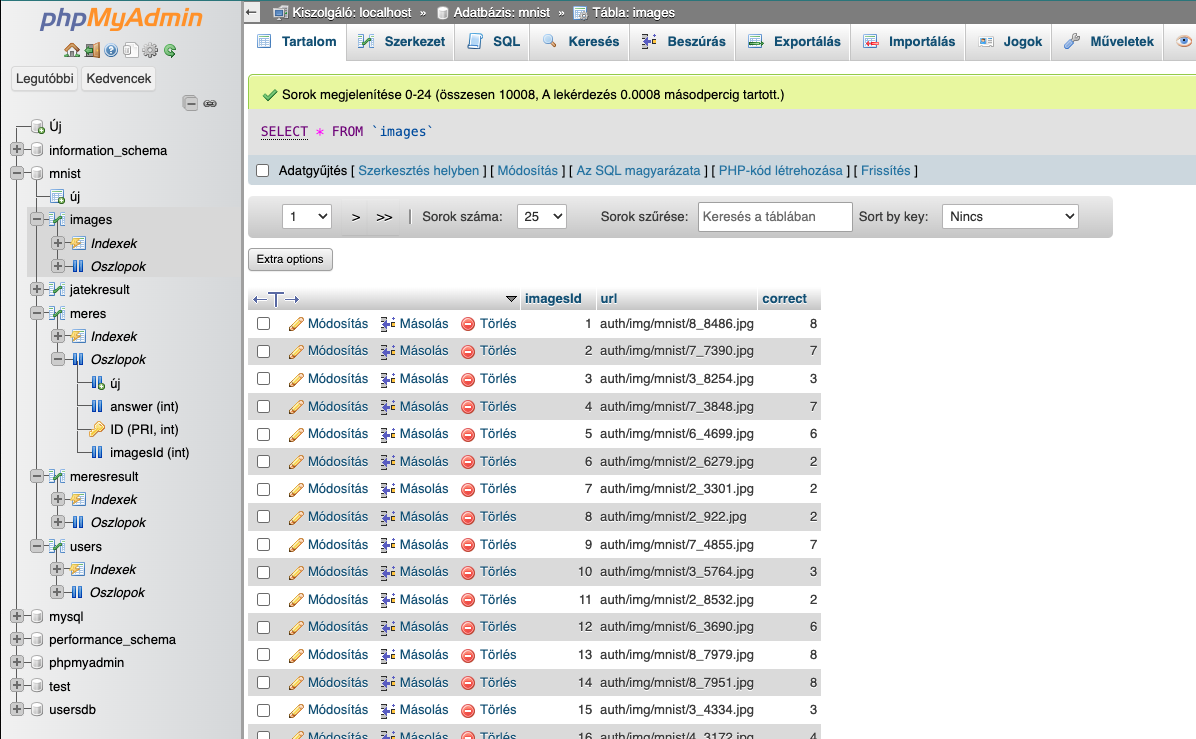 phpMyAdmin
Legutóbbi Kedvencek
Új
information_schema
mnist
új
images
Indexek
Oszlopok
jatekresult
meres
Indexek
Oszlopok
új
answer (int)
ID (PRI, int)
imagesId (int)
meresresult
Indexek
Oszlopok
users
Indexek
Oszlopok
mysql
performance_schema
phpmyadmin
test
usersdb
Kiszolgáló: localhost » Adatbázis: mnist » Tábla: images
Tartalom Szerkezet SQL Keresés Beszúrás Exportálás Importálás Jogok Műveletek
Sorok megjelenítése 0-24 (összesen 10008, A lekérdezés 0.0008 másodpercig tartott.)
SELECT * FROM `images`
Adatgyűjtés [ Szerkesztés helyben ] [ Módosítás ] [ Az SQL magyarázata ] [ PHP-kód létrehozása ] [ Frissítés ]
1 > >> | Sorok száma: 25 Sorok szűrése: Keresés a táblában Sort by key: Nincs
Extra options
←T→ imagesId url correct
Módosítás Másolás Törlés 1 auth/img/mnist/8_8486.jpg 8
Módosítás Másolás Törlés 2 auth/img/mnist/7_7390.jpg 7
Módosítás Másolás Törlés 3 auth/img/mnist/3_8254.jpg 3
Módosítás Másolás Törlés 4 auth/img/mnist/7_3848.jpg 7
Módosítás Másolás Törlés 5 auth/img/mnist/6_4699.jpg 6
Módosítás Másolás Törlés 6 auth/img/mnist/2_6279.jpg 2
Módosítás Másolás Törlés 7 auth/img/mnist/2_3301.jpg 2
Módosítás Másolás Törlés 8 auth/img/mnist/2_922.jpg 2
Módosítás Másolás Törlés 9 auth/img/mnist/7_4855.jpg 7
Módosítás Másolás Törlés 10 auth/img/mnist/3_5764.jpg 3
Módosítás Másolás Törlés 11 auth/img/mnist/2_8532.jpg 2
Módosítás Másolás Törlés 12 auth/img/mnist/6_3690.jpg 6
Módosítás Másolás Törlés 13 auth/img/mnist/8_7979.jpg 8
Módosítás Másolás Törlés 14 auth/img/mnist/8_7951.jpg 8
Módosítás Másolás Törlés 15 auth/img/mnist/3_4334.jpg 3
Módosítás Másolás Törlés 16 auth/img/mnist/4_3172.jpg 4